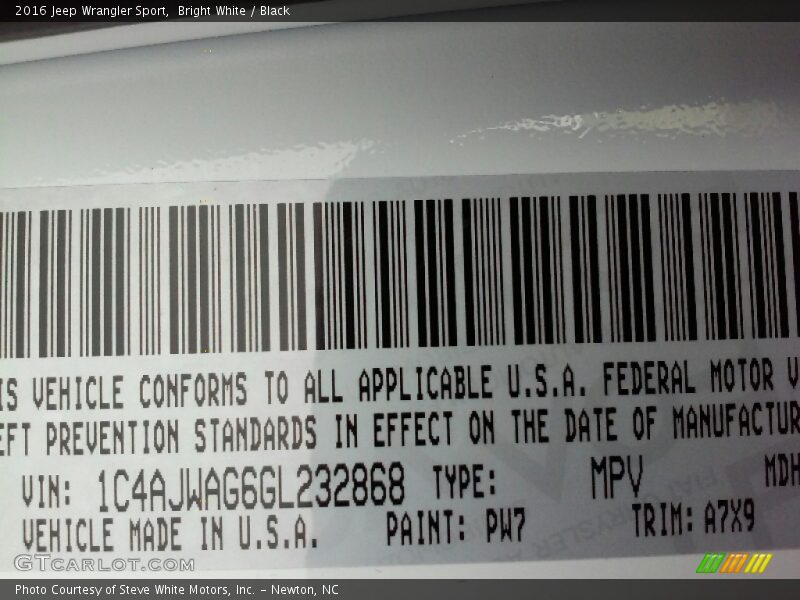 2016 Jeep Wrangler Sport, Bright White / Black
IS VEHICLE CONFORMS TO ALL APPLICABLE U.S.A. FEDERAL MOTOR V
EFT PREVENTION STANDARDS IN EFFECT ON THE DATE OF MANUFACTUR
VIN: 1C4AJWAG6GL232868 TYPE: MPV MDH
VEHICLE MADE IN U.S.A. PAINT: PW7 TRIM: A7X9
GTCARLOT.COM
Photo Courtesy of Steve White Motors, Inc. – Newton, NC